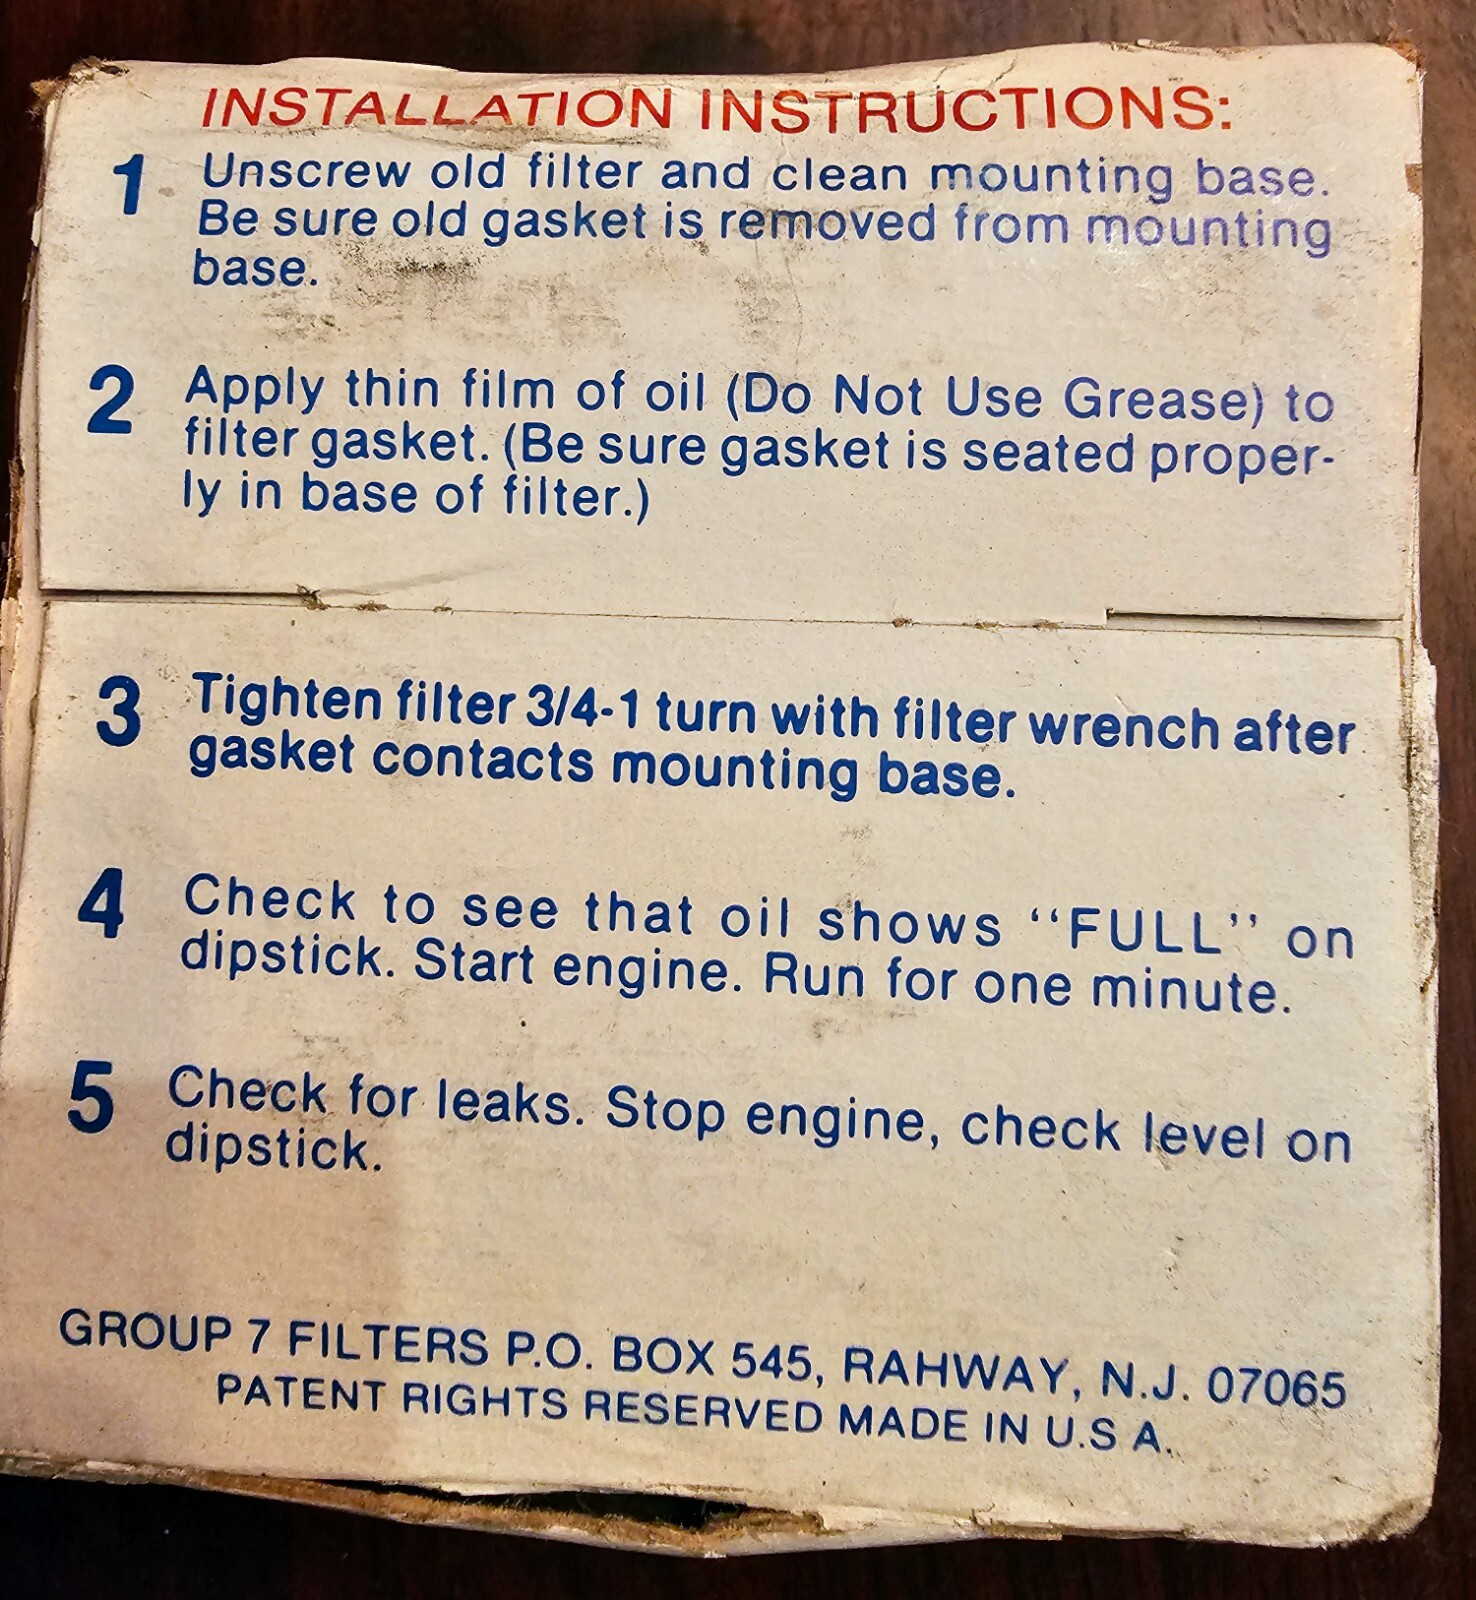 INSTALLATION INSTRUCTIONS:
1 Unscrew old filter and clean mounting base.
Be sure old gasket is removed from mounting
base.
2 Apply thin film of oil (Do Not Use Grease) to
filter gasket. (Be sure gasket is seated proper-
ly in base of filter.)
3 Tighten filter 3/4-1 turn with filter wrench after
gasket contacts mounting base.
4 Check to see that oil shows ‘‘FULL’’ on
dipstick. Start engine. Run for one minute.
5 Check for leaks. Stop engine, check level on
dipstick.
GROUP 7 FILTERS P.O. BOX 545, RAHWAY, N.J. 07065
PATENT RIGHTS RESERVED MADE IN U.S A.